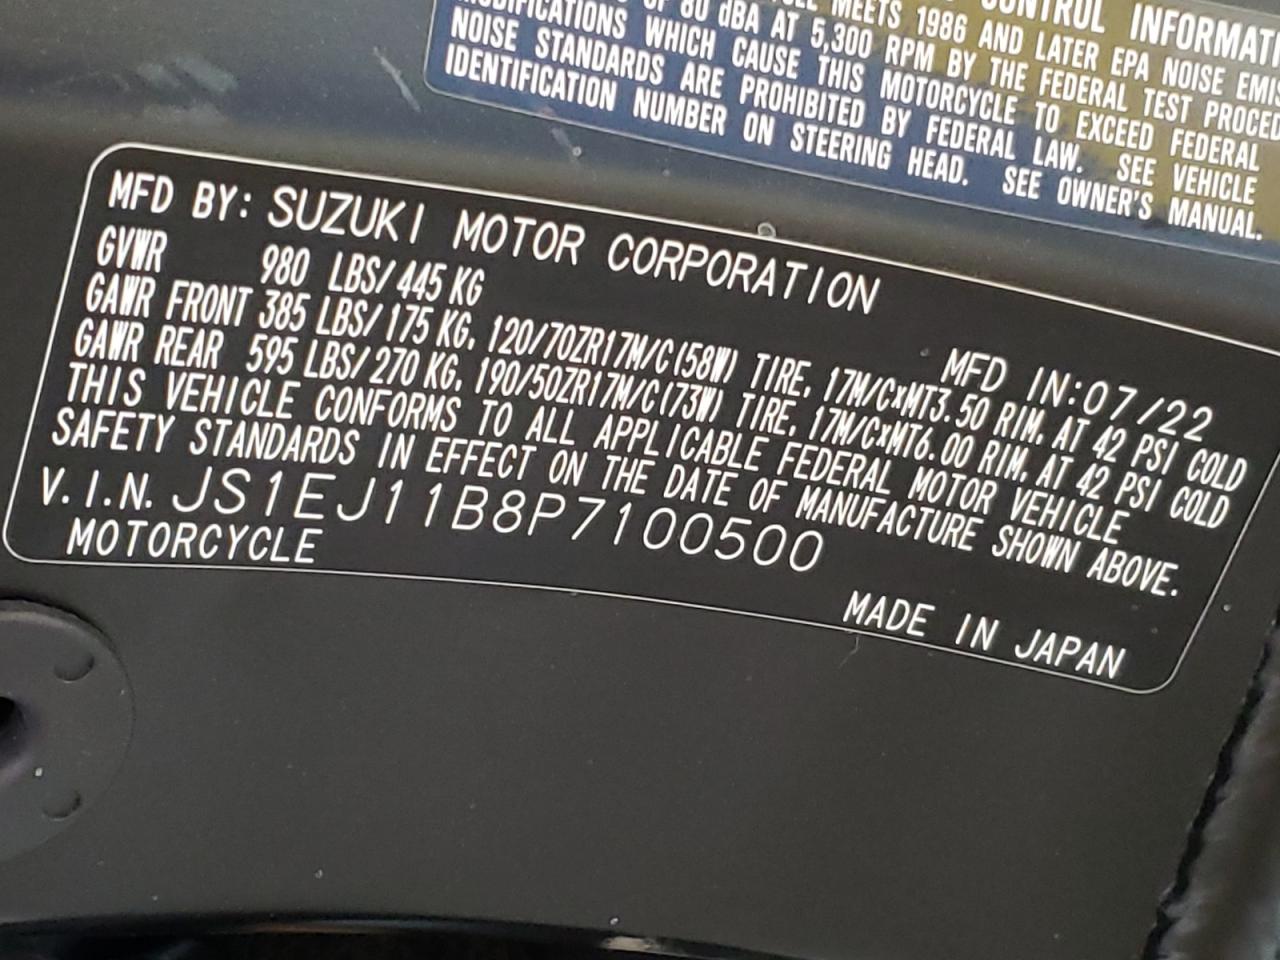 CONTROL INFORMATI
MEETS 1986 AND LATER EPA NOISE EMIS
OF 80 dBA AT 5,300 RPM BY THE FEDERAL TEST PROCED
MODIFICATIONS WHICH CAUSE THIS MOTORCYCLE TO EXCEED FEDERAL
NOISE STANDARDS ARE PROHIBITED BY FEDERAL LAW. SEE VEHICLE
IDENTIFICATION NUMBER ON STEERING HEAD. SEE OWNER'S MANUAL.
MFD BY: SUZUKI MOTOR CORPORATION
MFD IN:07/22
GVWR 980 LBS/445 KG
GAWR FRONT 385 LBS/175 KG, 120/70ZR17M/C(58W) TIRE, 17M/C×MT3.50 RIM, AT 42 PSI COLD
GAWR REAR 595 LBS/270 KG, 190/50ZR17M/C(73W) TIRE, 17M/C×MT6.00 RIM, AT 42 PSI COLD
THIS VEHICLE CONFORMS TO ALL APPLICABLE FEDERAL MOTOR VEHICLE
SAFETY STANDARDS IN EFFECT ON THE DATE OF MANUFACTURE SHOWN ABOVE.
V.I.N. JS1EJ11B8P7100500
MOTORCYCLE
MADE IN JAPAN